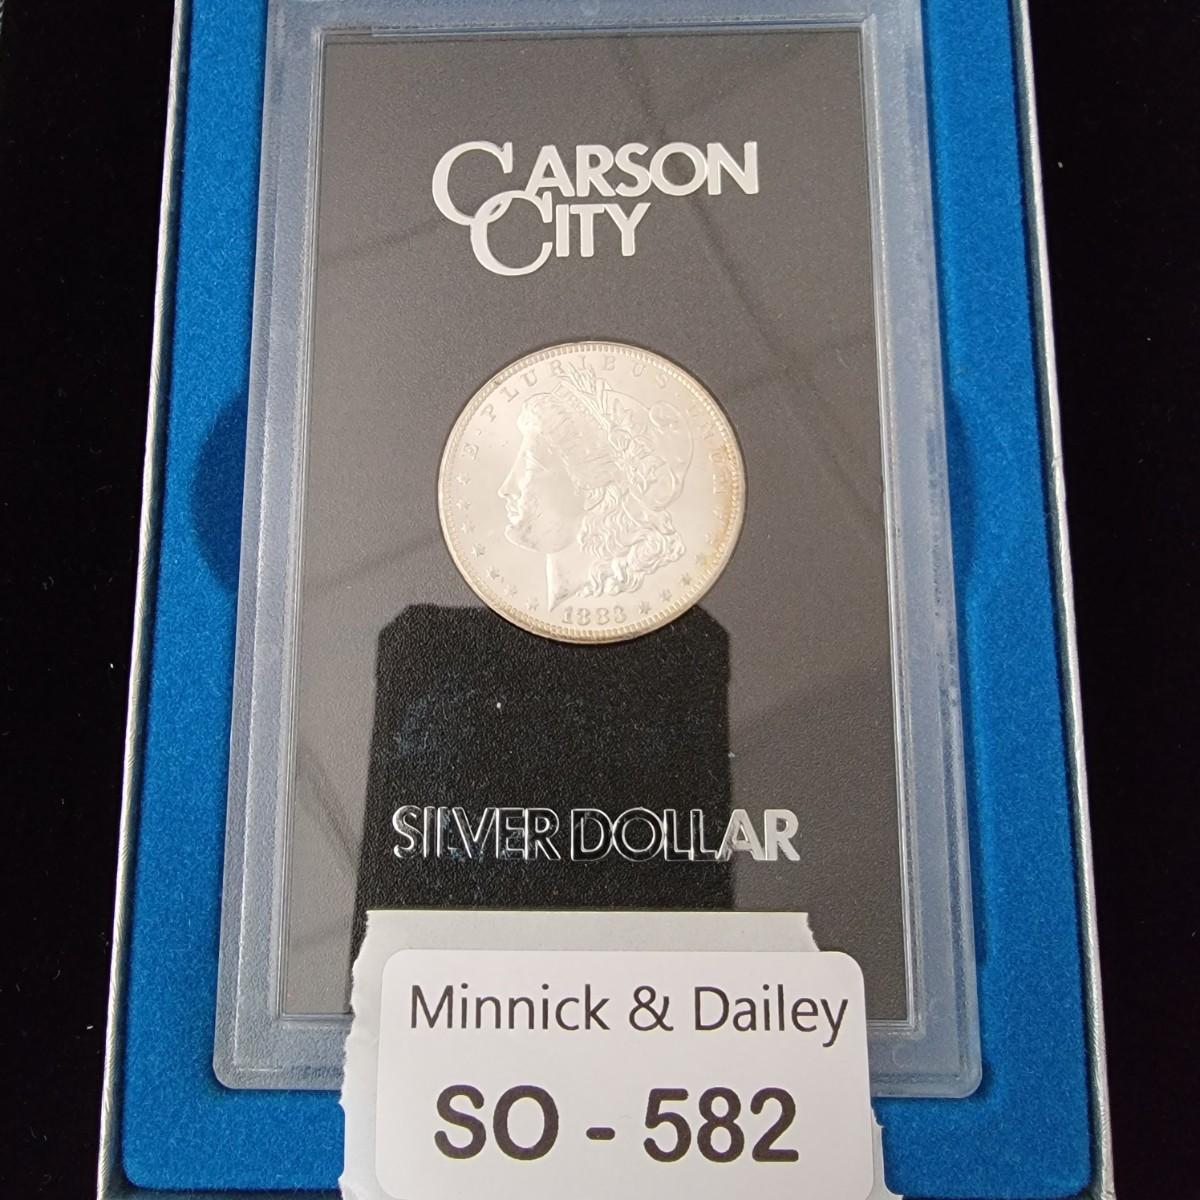 CARSON
CITY
E·PLURIBUS·UNUM
1883
SILVER DOLLAR
Minnick & Dailey
SO - 582